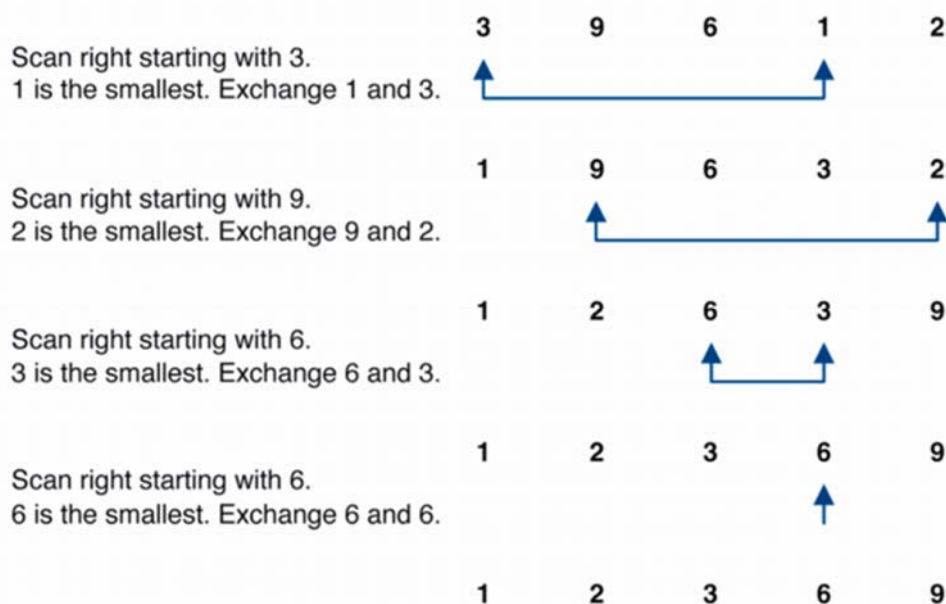 3 9 6 1 2
Scan right starting with 3.
1 is the smallest. Exchange 1 and 3.
1 9 6 3 2
Scan right starting with 9.
2 is the smallest. Exchange 9 and 2.
1 2 6 3 9
Scan right starting with 6.
3 is the smallest. Exchange 6 and 3.
1 2 3 6 9
Scan right starting with 6.
6 is the smallest. Exchange 6 and 6.
1 2 3 6 9